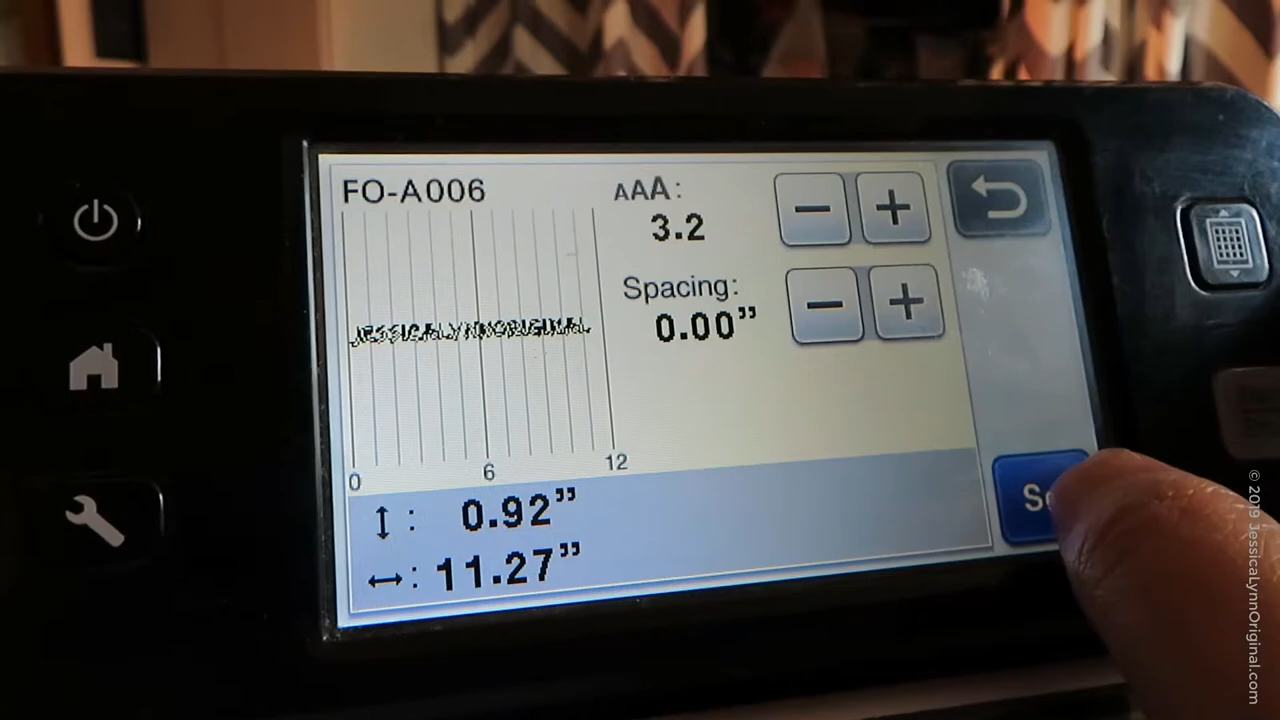 FO-A006
AAA:
3.2
Spacing:
0.00”
JESSICALYNNORIGINAL
0 6 12
: 0.92”
: 11.27”
© 2019 JessicaLynnOriginal.com